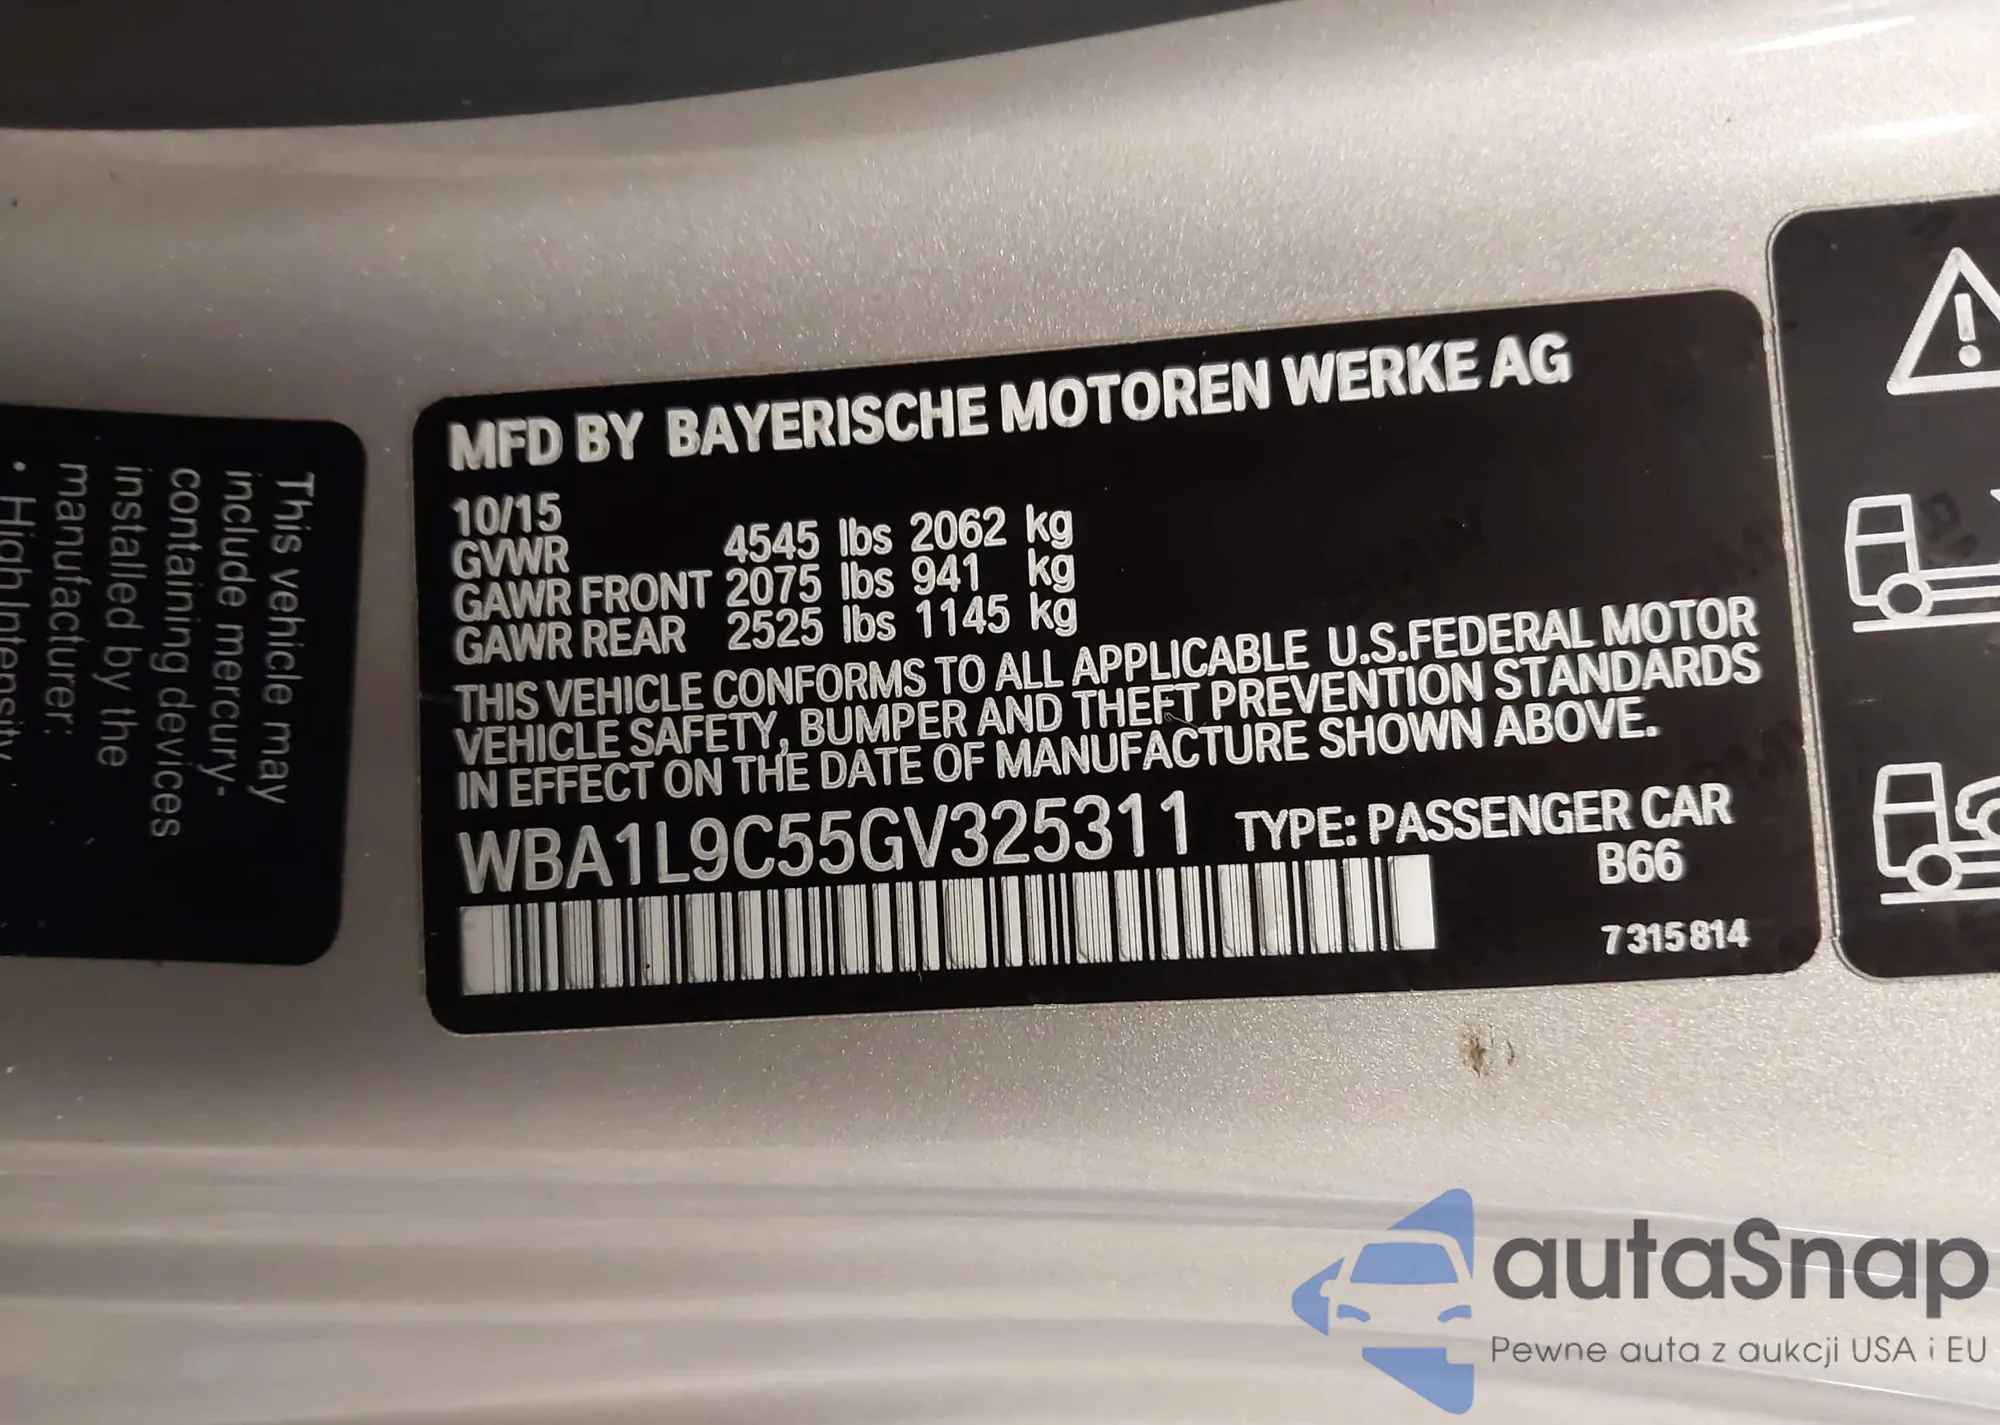 This vehicle may
include mercury-
containing devices
installed by the
manufacturer:
MFD BY BAYERISCHE MOTOREN WERKE AG
10/15
GVWR 4545 lbs 2062 kg
GAWR FRONT 2075 lbs 941 kg
GAWR REAR 2525 lbs 1145 kg
THIS VEHICLE CONFORMS TO ALL APPLICABLE U.S.FEDERAL MOTOR
VEHICLE SAFETY, BUMPER AND THEFT PREVENTION STANDARDS
IN EFFECT ON THE DATE OF MANUFACTURE SHOWN ABOVE.
WBA1L9C55GV325311 TYPE: PASSENGER CAR
B66
7315814
autaSnap
Pewne auta z aukcji USA i EU